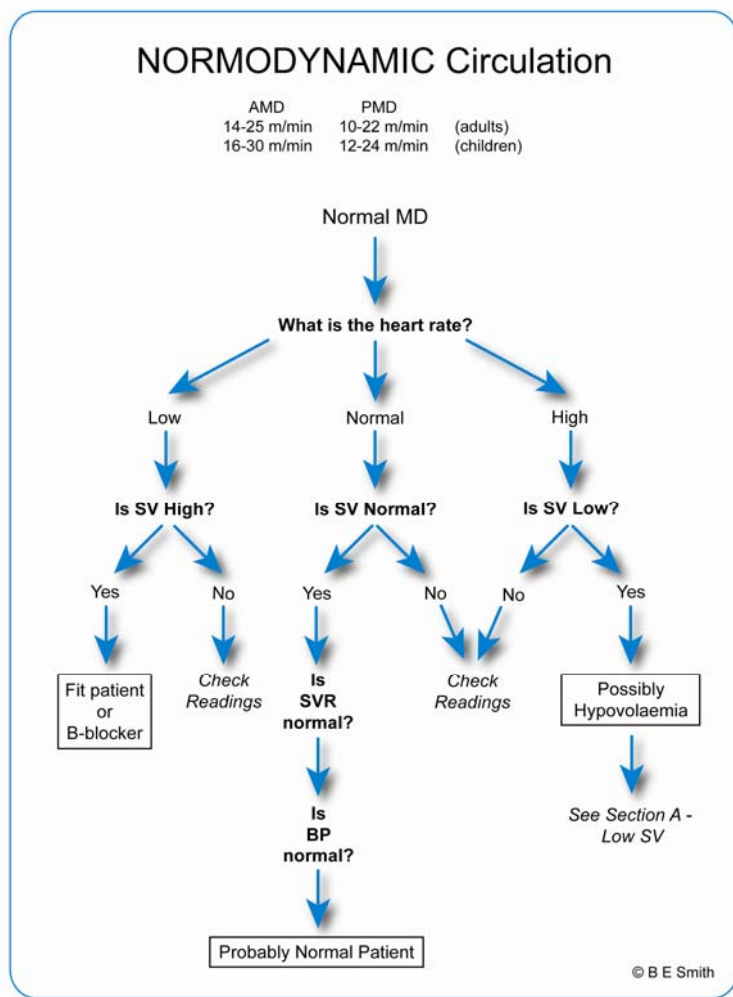 NORMODYNAMIC Circulation
AMD PMD
14-25 m/min 10-22 m/min (adults)
16-30 m/min 12-24 m/min (children)
Normal MD
What is the heart rate?
Low Normal High
Is SV High? Is SV Normal? Is SV Low?
Yes No Yes No No Yes
Fit patient
or
B-blocker
Check
Readings
Is
SVR
normal?
Check
Readings
Possibly
Hypovolaemia
Is
BP
normal?
See Section A -
Low SV
Probably Normal Patient
© B E Smith